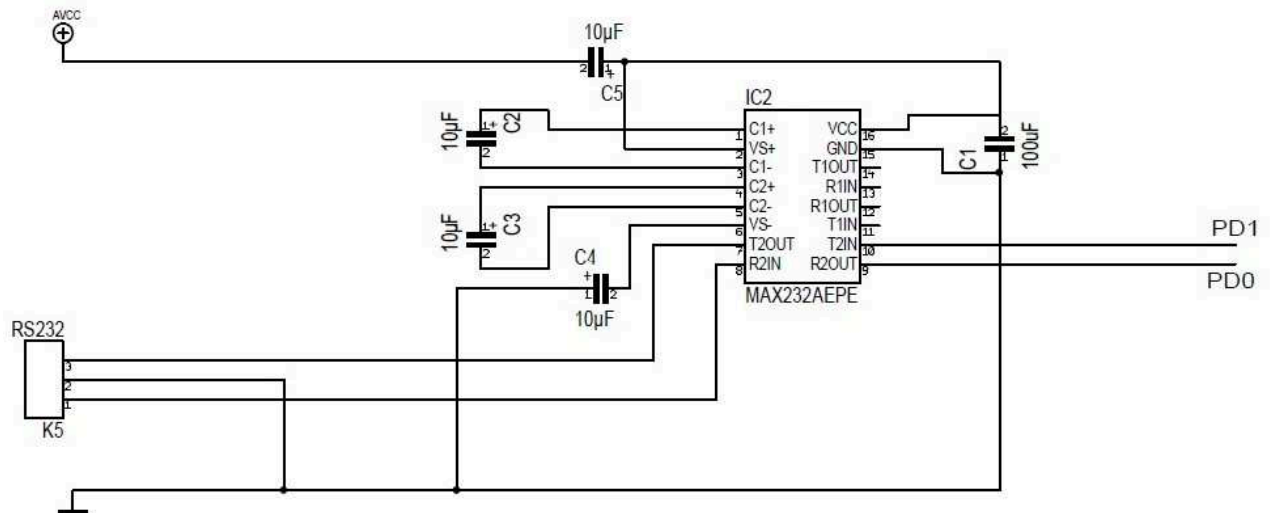 AVCC
10µF
2 1 +
C5
IC2
10µF
1 +
2
C2
C1+
1
VS+
2
C1-
3
C2+
4
C2-
5
VS-
6
T2OUT
7
R2IN
8
VCC
16
GND
15
T1OUT
14
R1IN
13
R1OUT
12
T1IN
11
T2IN
10
R2OUT
9
MAX232AEPE
2
1
C1
100uF
10µF
1 +
2
C3
C4
+
1 2
10µF
PD1
PD0
RS232
3
2
1
K5